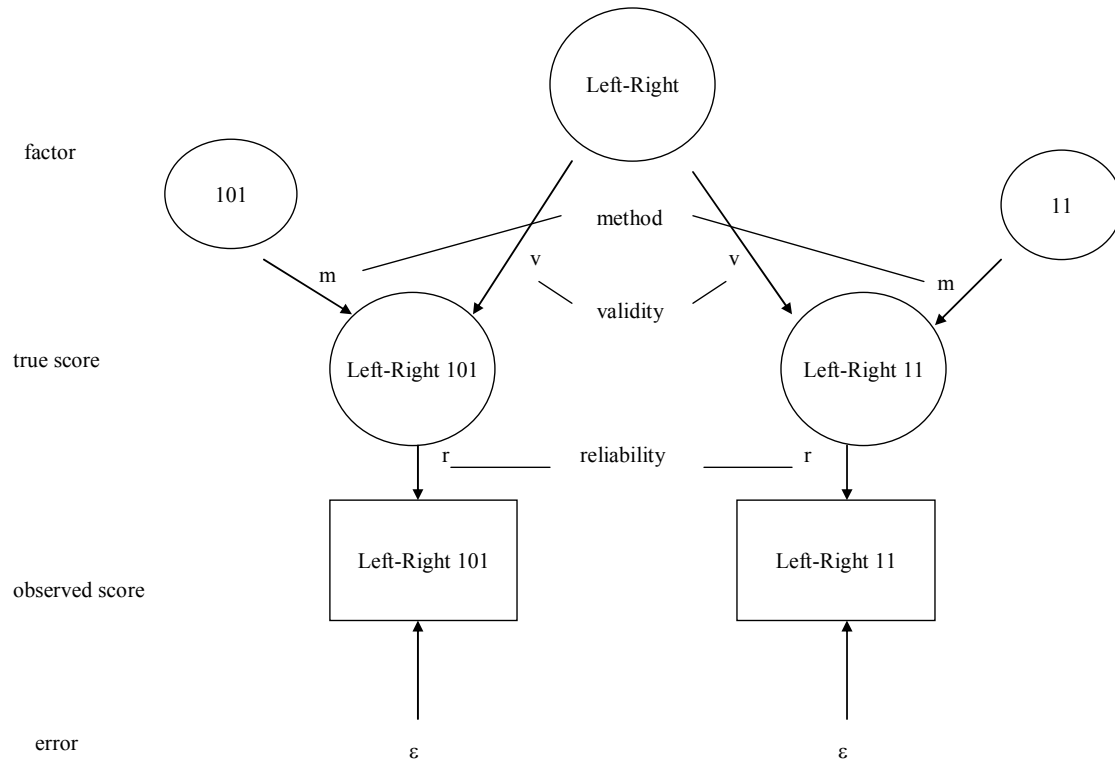 Left-Right
factor
101
11
method
m
v
v
m
validity
true score
Left-Right 101
Left-Right 11
r
reliability
r
Left-Right 101
Left-Right 11
observed score
error
ε
ε